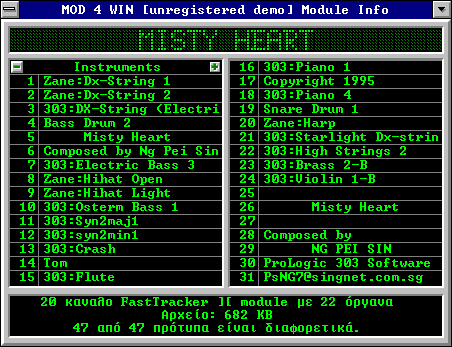 MOD 4 WIN [unregistered demo] Module Info
MISTY HEART
Instruments
1 Zane:Dx-String 1
2 Zane:Dx-String 2
3 303:DX-String (Electri
4 Bass Drum 2
5 Misty Heart
6 Composed by Ng Pei Sin
7 303:Electric Bass 3
8 Zane:Hihat Open
9 Zane:Hihat Light
10 303:Osterm Bass 1
11 303:Syn2maj1
12 303:syn2min1
13 303:Crash
14 Tom
15 303:Flute
16 303:Piano 1
17 Copyright 1995
18 303:Piano 4
19 Snare Drum 1
20 Zane:Harp
21 303:Starlight Dx-strin
22 303:High Strings 2
23 303:Brass 2-B
24 303:Violin 1-B
25
26 Misty Heart
27
28 Composed by
29 NG PEI SIN
30 ProLogic 303 Software
31 PsNG7@singnet.com.sg
20 καναλο FastTracker ][ module με 22 όργανα
Αρχείο: 682 KB
47 από 47 πρότυπα είναι διαφορετικά.